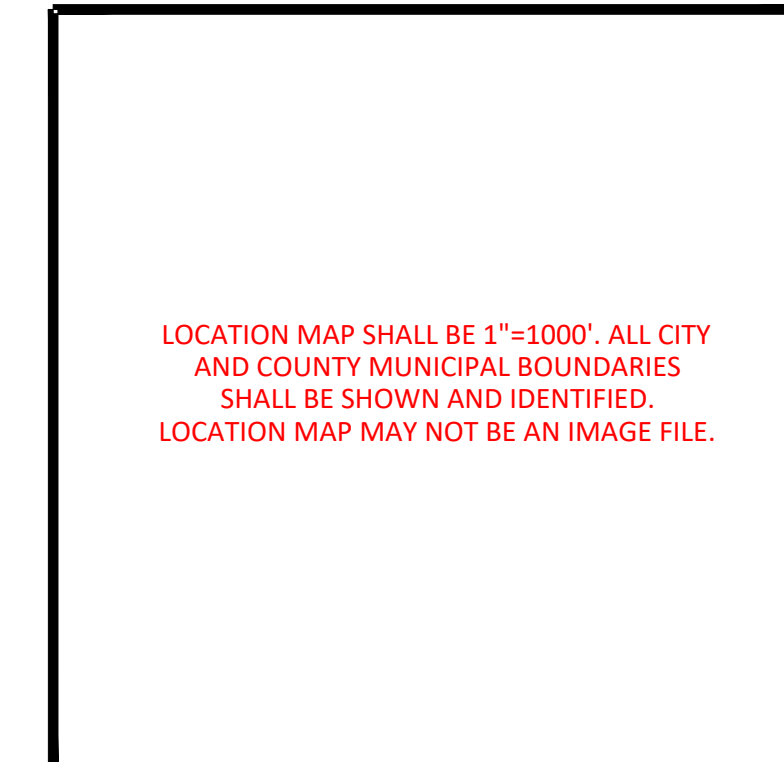 LOCATION MAP SHALL BE 1"=1000'. ALL CITY
AND COUNTY MUNICIPAL BOUNDARIES
SHALL BE SHOWN AND IDENTIFIED.
LOCATION MAP MAY NOT BE AN IMAGE FILE.